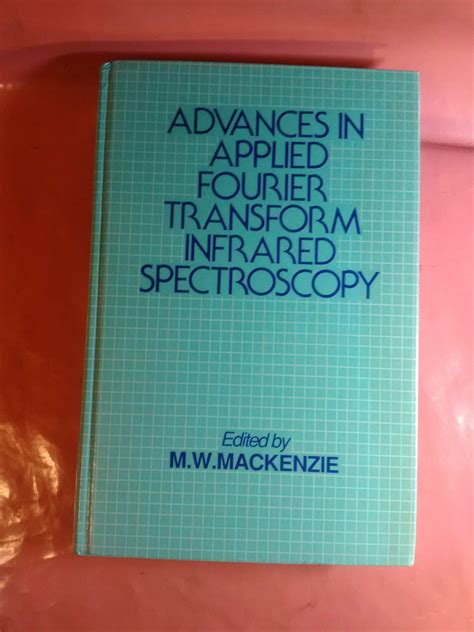 ADVANCES IN
APPLIED
FOURIER
TRANSFORM
INFRARED
SPECTROSCOPY
Edited by
M.W.MACKENZIE